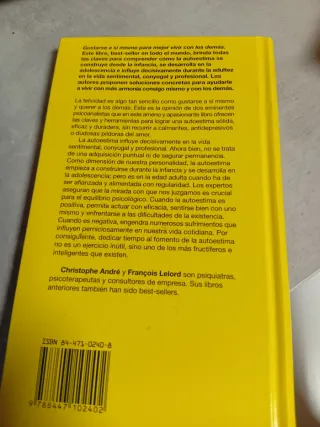 Gustarse a sí mismo para mejor vivir con los demás.
Este libro, best-seller en todo el mundo, brinda todas
las claves para comprender cómo la autoestima se
construye desde la infancia, se desarrolla en la
adolescencia e influye decisivamente durante la adultez
en la vida sentimental, conyugal y profesional. Los
autores proponen soluciones concretas para ayudarle
a vivir con más armonía consigo mismo y con los demás.
La felicidad es algo tan sencillo como gustarse a sí mismo
y querer a los demás. Esta es la opinión de dos eminentes
psicoanalistas que en este ameno y apasionante libro ofrecen
las claves y herramientas para lograr una autoestima sólida,
eficaz y duradera, sin recurrir a calmantes, antidepresivos
o dudosas píldoras del amor.
La autoestima influye decisivamente en la vida
sentimental, conyugal y profesional. Ahora bien, no se trata
de una adquisición puntual ni de segurar permanencia.
Como dimensión de nuestra personalidad, la autoestima
empieza a construirse durante la infancia y se desarrolla en
la adolescencia; pero es en la edad adulta cuando ha de
ser afianzada y alimentada con regularidad. Los expertos
aseguran que la mirada con que nos juzgamos es crucial
para el equilibrio psicológico. Cuando la autoestima es
positiva, permite actuar con eficacia, sentirse bien con uno
mismo y enfrentarse a las dificultades de la existencia.
Cuando es negativa, engendra numerosos sufrimientos que
influyen perniciosamente en nuestra vida cotidiana. Por
consiguiente, dedicar tiempo al fomento de la autoestima
no es un ejercicio inútil, sino uno de los más fructíferos e
inteligentes que existen.
Christophe André y François Lelord son psiquiatras,
psicoterapeutas y consultores de empresa. Sus libros
anteriores también han sido best-sellers.
ISBN 84-471-0240-8
9 788447 102402